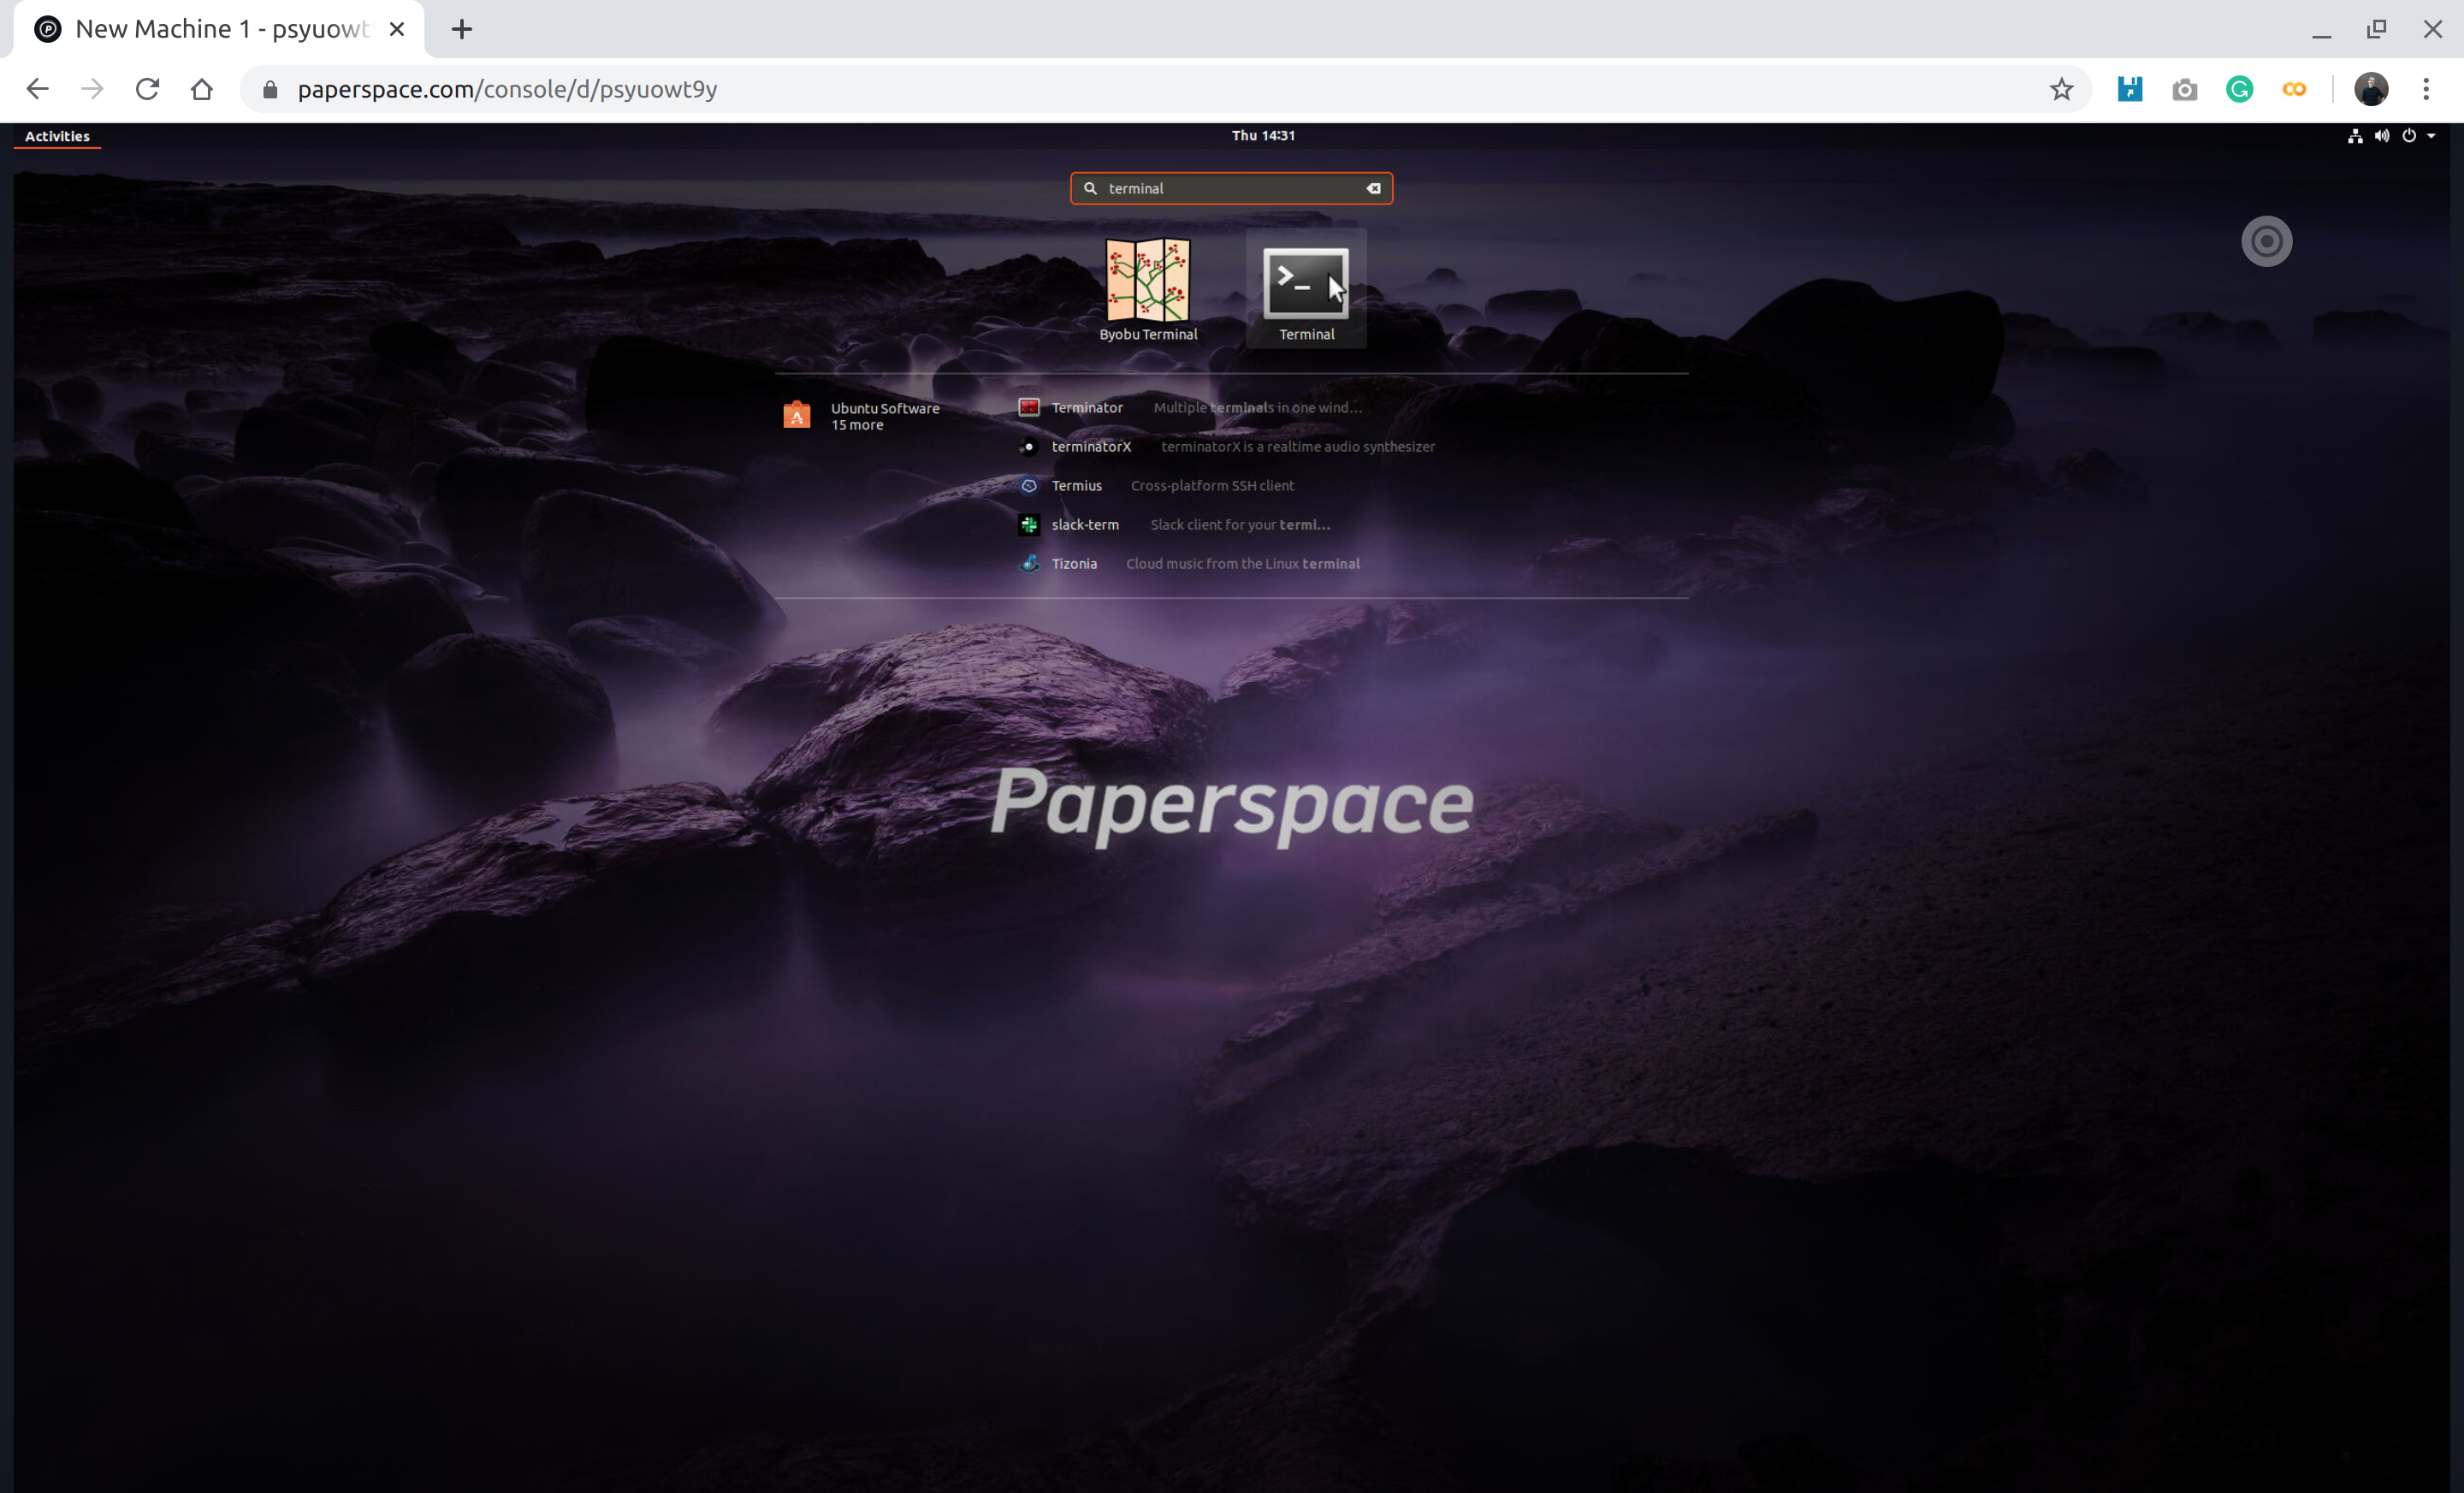 New Machine 1 - psyuowt
paperspace.com/console/d/psyuowt9y
Activities
Thu 14:31
terminal
Byobu Terminal
Terminal
Ubuntu Software
15 more
Terminator Multiple terminals in one wind...
terminatorX terminatorX is a realtime audio synthesizer
Termius Cross-platform SSH client
slack-term Slack client for your termi...
Tizonia Cloud music from the Linux terminal
Paperspace